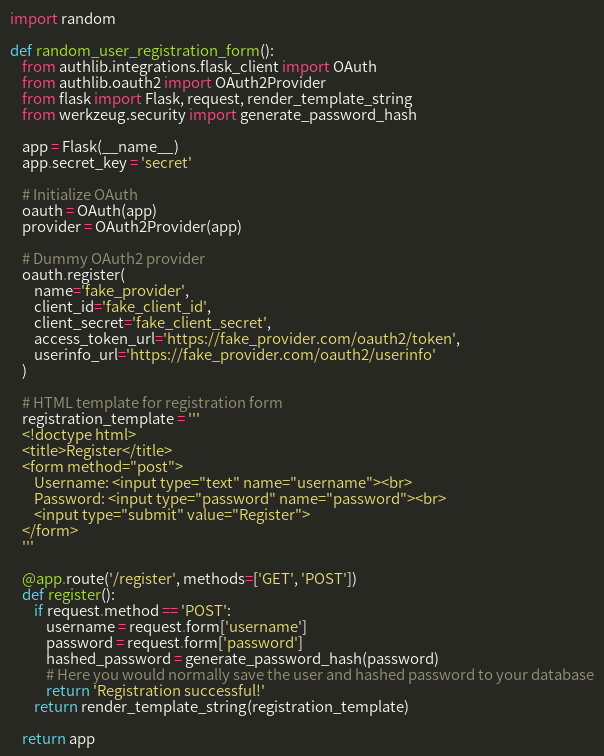 import random

def random_user_registration_form():
    from authlib.integrations.flask_client import OAuth
    from authlib.oauth2 import OAuth2Provider
    from flask import Flask, request, render_template_string
    from werkzeug.security import generate_password_hash

    app = Flask(__name__)
    app.secret_key = 'secret'

    # Initialize OAuth
    oauth = OAuth(app)
    provider = OAuth2Provider(app)

    # Dummy OAuth2 provider
    oauth.register(
        name='fake_provider',
        client_id='fake_client_id',
        client_secret='fake_client_secret',
        access_token_url='https://fake_provider.com/oauth2/token',
        userinfo_url='https://fake_provider.com/oauth2/userinfo'
    )

    # HTML template for registration form
    registration_template = '''
    <!doctype html>
    <title>Register</title>
    <form method="post">
        Username: <input type="text" name="username"><br>
        Password: <input type="password" name="password"><br>
        <input type="submit" value="Register">
    </form>
    '''

    @app.route('/register', methods=['GET', 'POST'])
    def register():
        if request.method == 'POST':
            username = request.form['username']
            password = request.form['password']
            hashed_password = generate_password_hash(password)
            # Here you would normally save the user and hashed password to your database
            return 'Registration successful!'
        return render_template_string(registration_template)

    return app